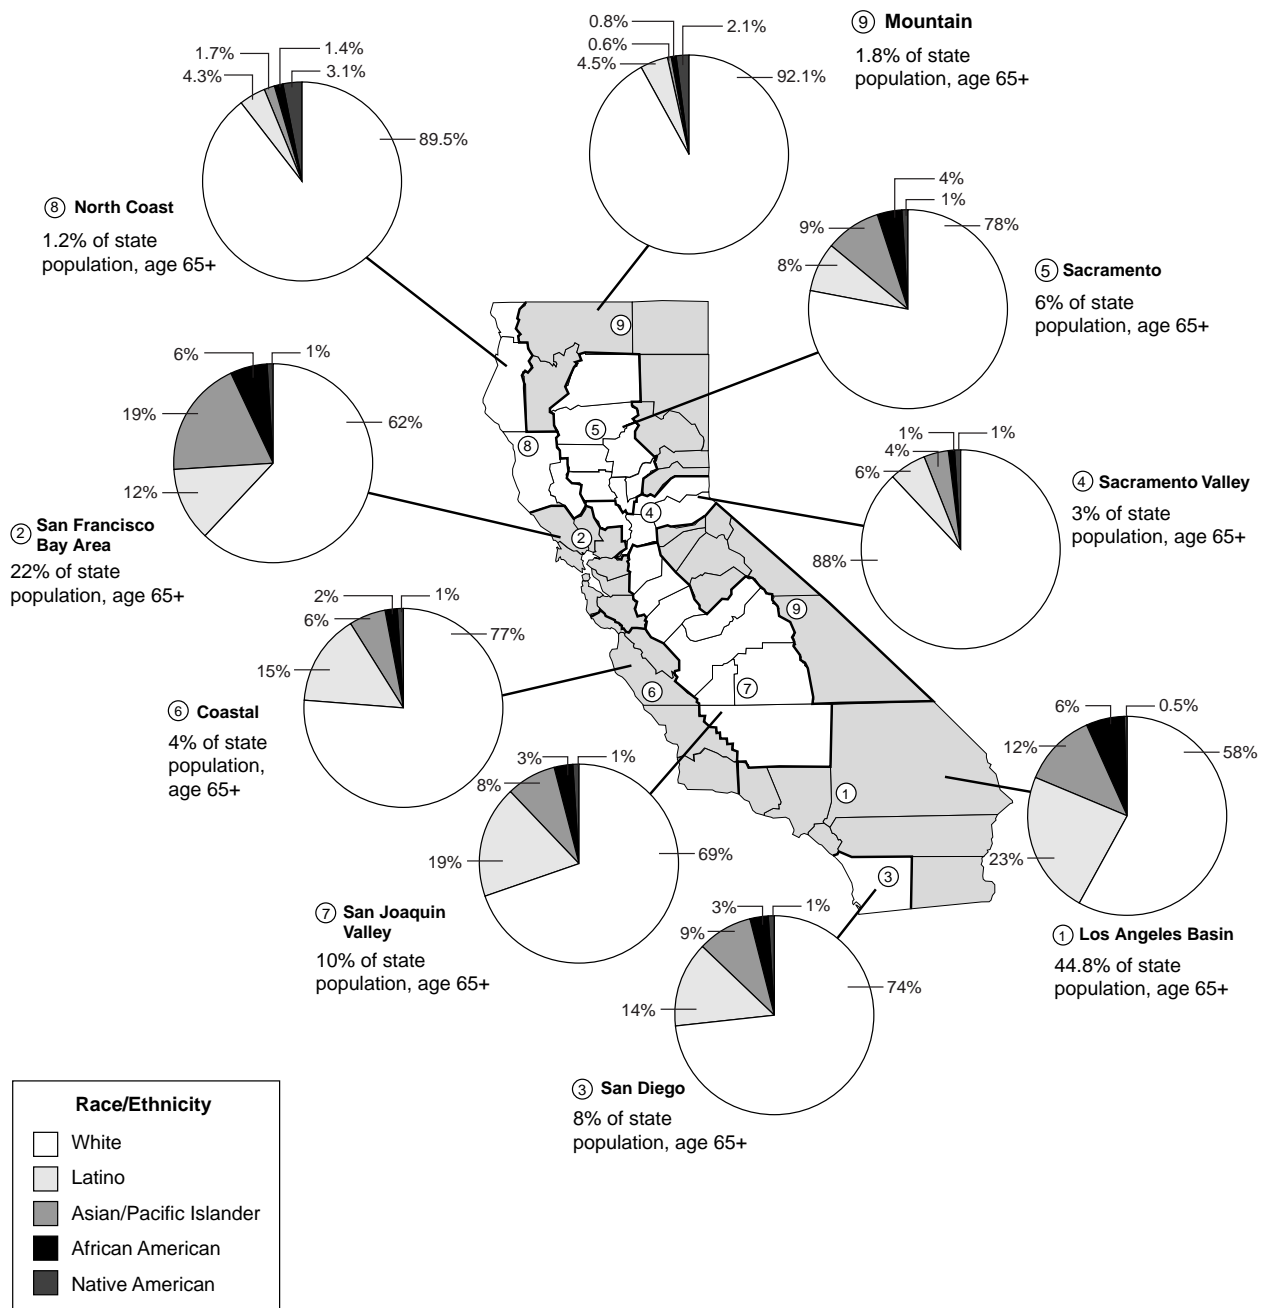 0.8%
2.1%
0.6%
4.5%
92.1%
9 Mountain
1.8% of state
population, age 65+
1.7%
1.4%
4.3%
3.1%
89.5%
8 North Coast
1.2% of state
population, age 65+
4%
1%
9%
78%
8%
5 Sacramento
6% of state
population, age 65+
6%
1%
19%
62%
12%
2 San Francisco
Bay Area
22% of state
population, age 65+
1%
1%
4%
6%
88%
4 Sacramento Valley
3% of state
population, age 65+
2%
1%
6%
77%
15%
6 Coastal
4% of state
population,
age 65+
9
5
8
4
2
9
6
7
1
3
3%
1%
8%
19%
69%
7 San Joaquin
Valley
10% of state
population, age 65+
6%
0.5%
12%
58%
23%
1 Los Angeles Basin
44.8% of state
population, age 65+
3%
1%
9%
14%
74%
3 San Diego
8% of state
population, age 65+
Race/Ethnicity
White
Latino
Asian/Pacific Islander
African American
Native American